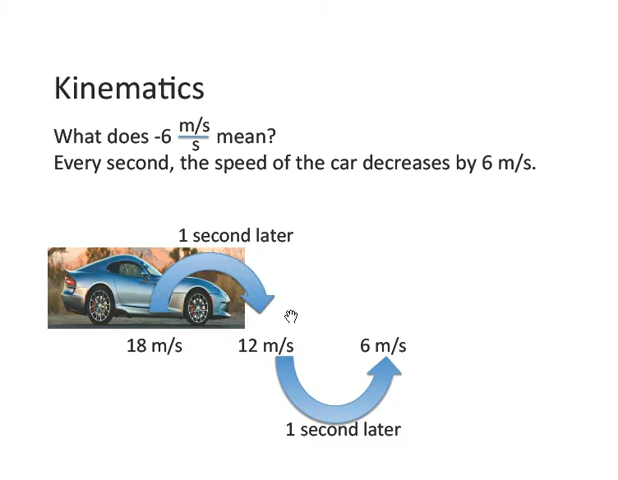 Kinematics
What does -6 m/s/s mean?
Every second, the speed of the car decreases by 6 m/s.
1 second later
18 m/s 12 m/s 6 m/s
1 second later